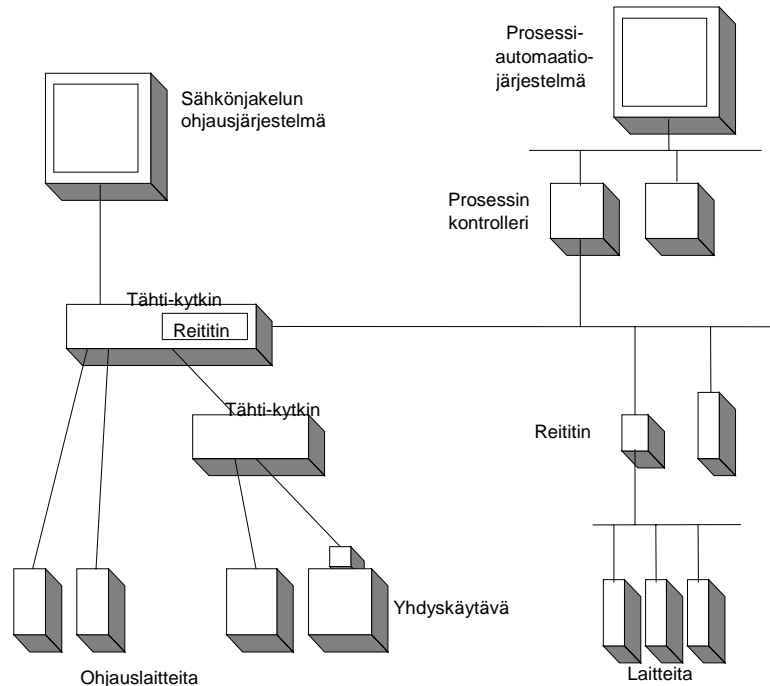 Prosessi-
automaatio-
järjestelmä
Sähkönjakelun
ohjausjärjestelmä
Prosessin
kontrolleri
Tähti-kytkin
Reititin
Tähti-kytkin
Reititin
Yhdyskäytävä
Ohjauslaitteita
Laitteita